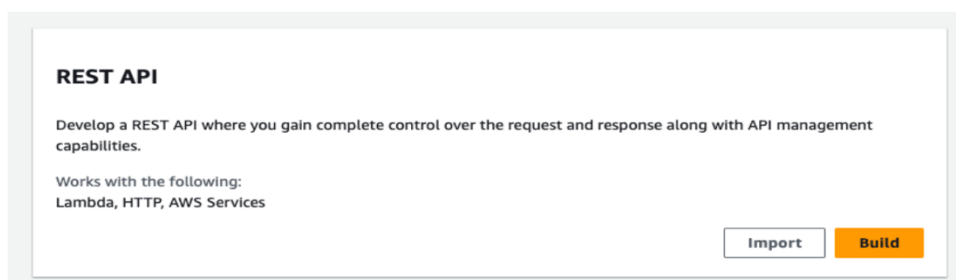 REST API
Develop a REST API where you gain complete control over the request and response along with API management
capabilities.
Works with the following:
Lambda, HTTP, AWS Services
Import Build